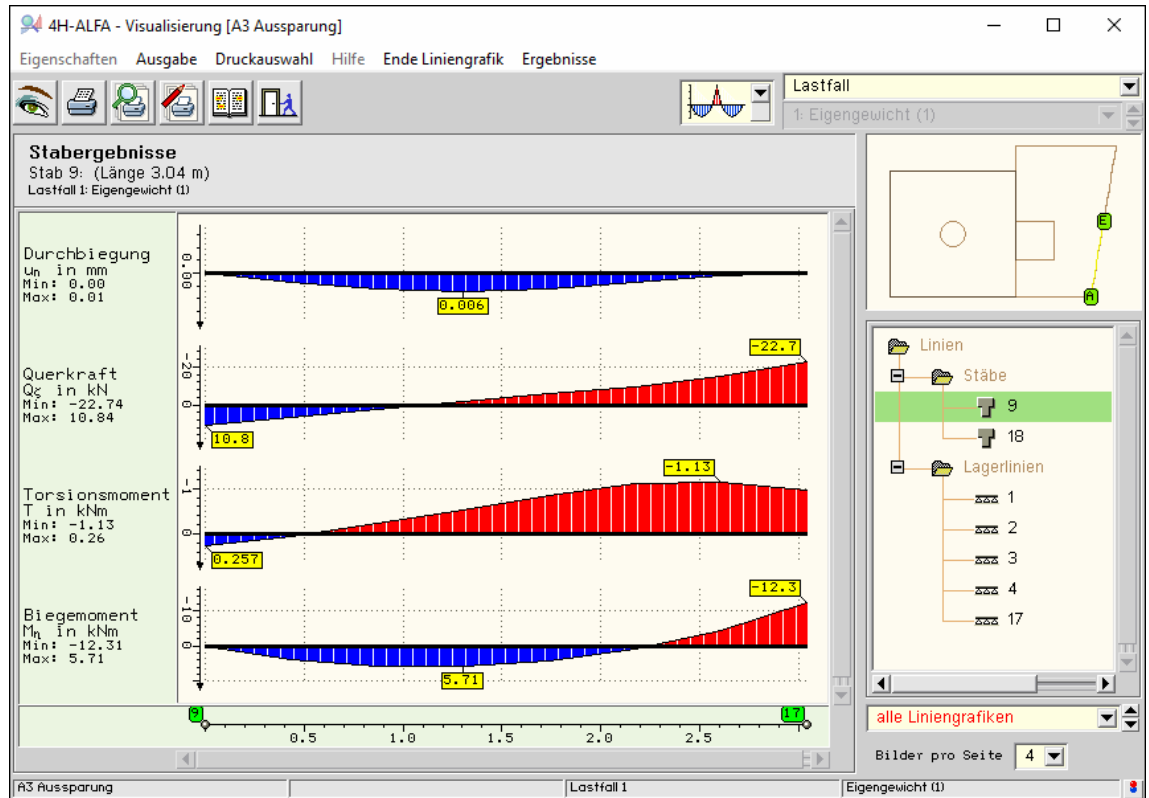 4H-ALFA - Visualisierung [A3 Aussparung]
Eigenschaften Ausgabe Druckauswahl Hilfe Ende Liniengrafik Ergebnisse
Lastfall
1: Eigengewicht (1)
Stabergebnisse
Stab 9: (Länge 3.04 m)
Lastfall 1: Eigengewicht (1)
Durchbiegung
uη in mm
Min: 0.00
Max: 0.01
0.00
0.006
Querkraft
Qζ in kN
Min: -22.74
Max: 10.84
-20
0
-22.7
10.8
Torsionsmoment
T in kNm
Min: -1.13
Max: 0.26
-1
0
-1.13
0.257
Biegemoment
Mη in kNm
Min: -12.31
Max: 5.71
-10
0
-12.3
5.71
9 17
0.5 1.0 1.5 2.0 2.5
E
A
Linien
Stäbe
9
18
Lagerlinien
1
2
3
4
17
alle Liniengrafiken
Bilder pro Seite 4
A3 Aussparung Lastfall 1 Eigengewicht (1)